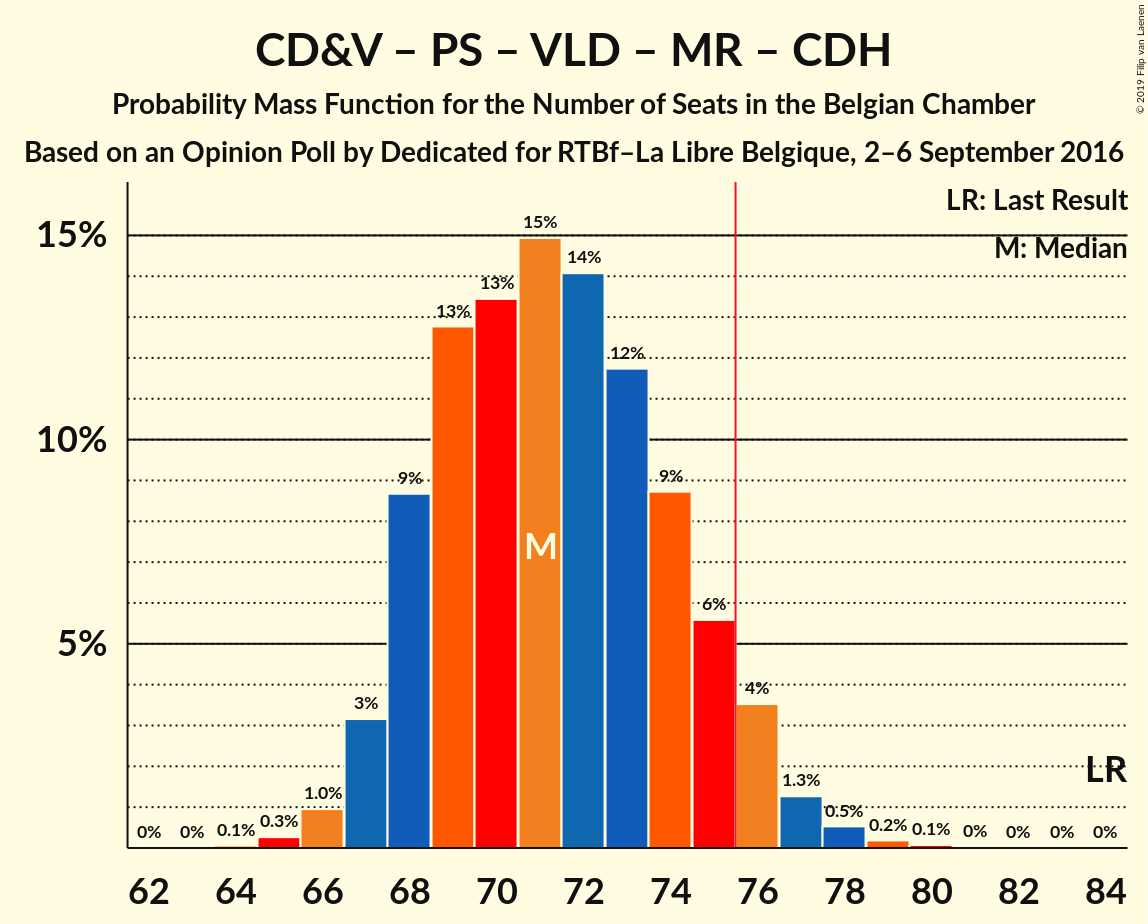 CD&V – PS – VLD – MR – CDH
Probability Mass Function for the Number of Seats in the Belgian Chamber
Based on an Opinion Poll by Dedicated for RTBf–La Libre Belgique, 2–6 September 2016
© 2019 Filip van Laenen
LR: Last Result
M: Median
15%
10%
5%
0% 0% 0.1% 0.3% 1.0% 3% 9% 13% 13% 15% 14% 12% 9% 6% 4% 1.3% 0.5% 0.2% 0.1% 0% 0% 0% 0%
M
LR
62 64 66 68 70 72 74 76 78 80 82 84